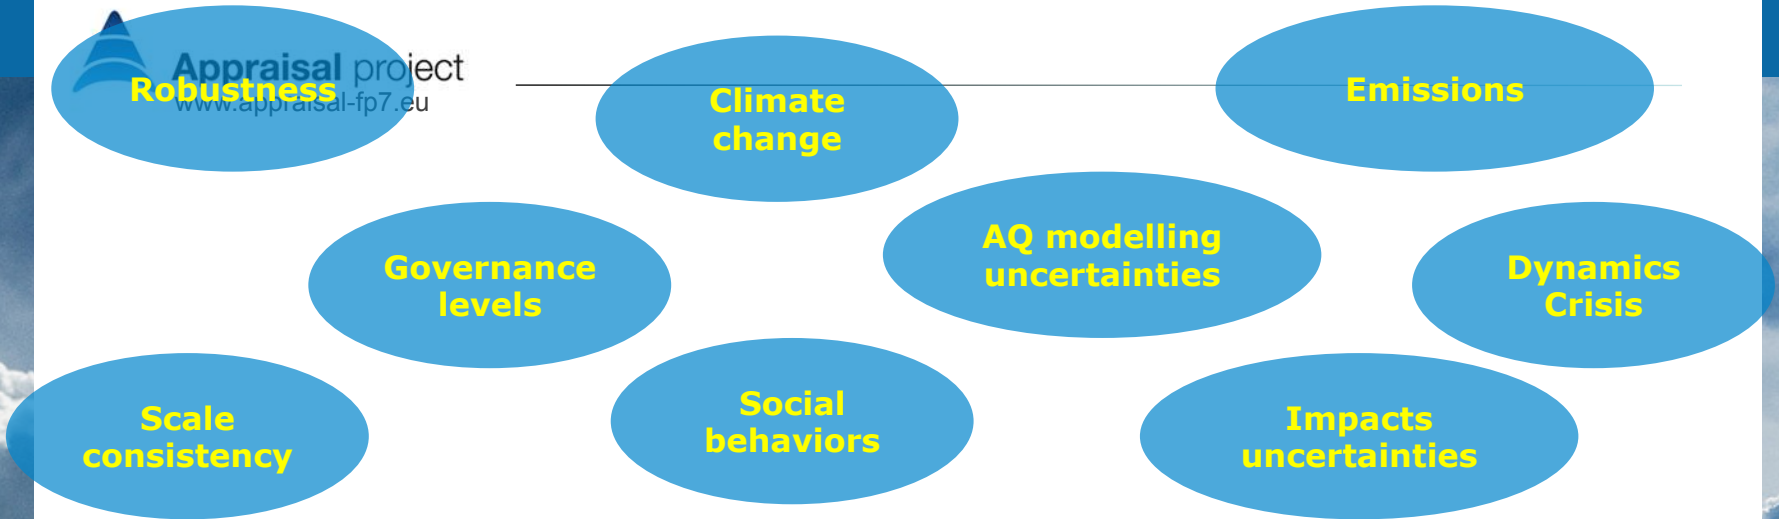 Appraisal project
Robustness
www.appraisal-fp7.eu
Climate
change
Emissions
AQ modelling
uncertainties
Governance
levels
Dynamics
Crisis
Social
behaviors
Scale
consistency
Impacts
uncertainties